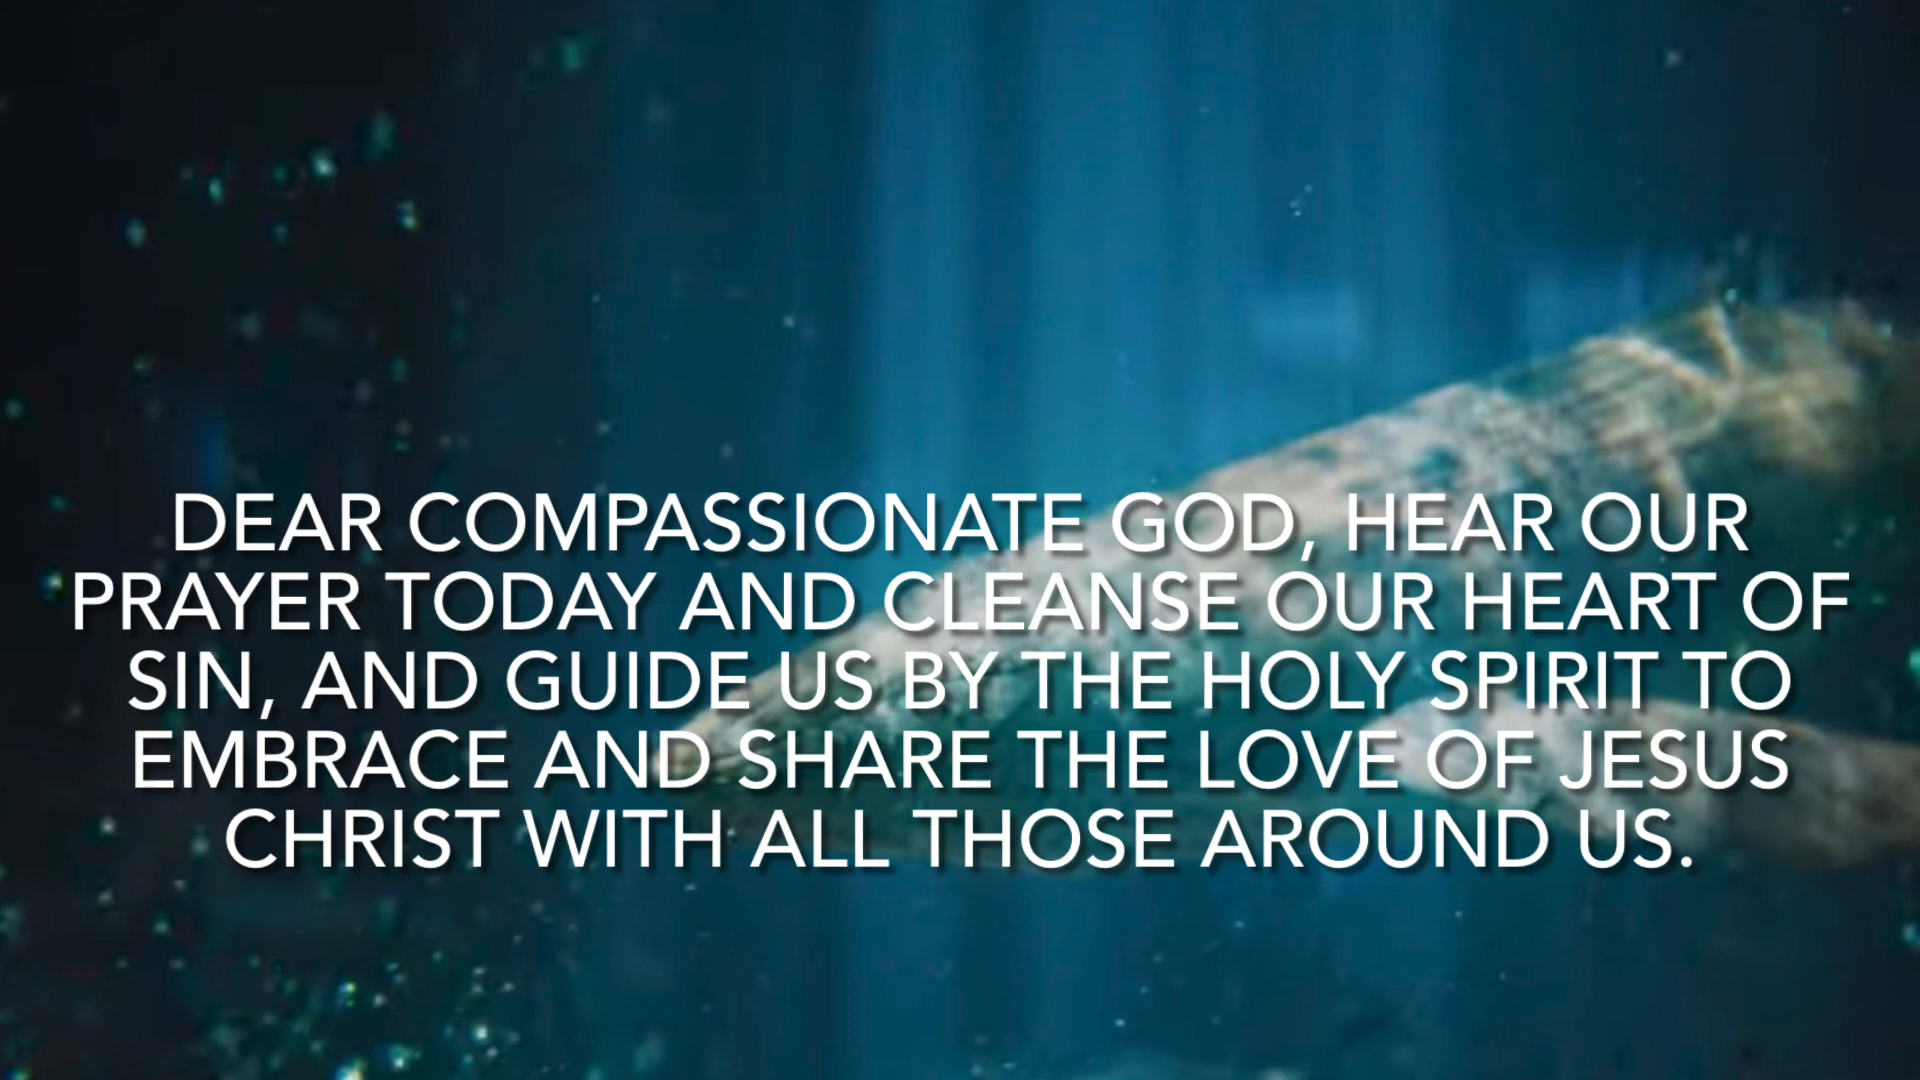 DEAR COMPASSIONATE GOD, HEAR OUR
PRAYER TODAY AND CLEANSE OUR HEART OF
SIN, AND GUIDE US BY THE HOLY SPIRIT TO
EMBRACE AND SHARE THE LOVE OF JESUS
CHRIST WITH ALL THOSE AROUND US.